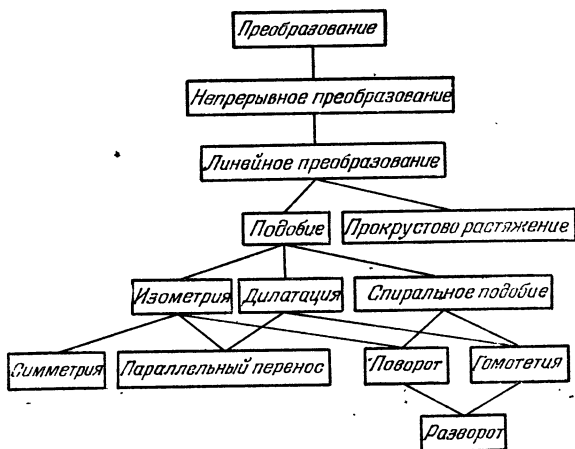 Преобразование
Непрерывное преобразование
Линейное преобразование
Подобие
Прокрустово растяжение
Изометрия
Дилатация
Спиральное подобие
Симметрия
Параллельный перенос
Поворот
Гомотетия
Разворот